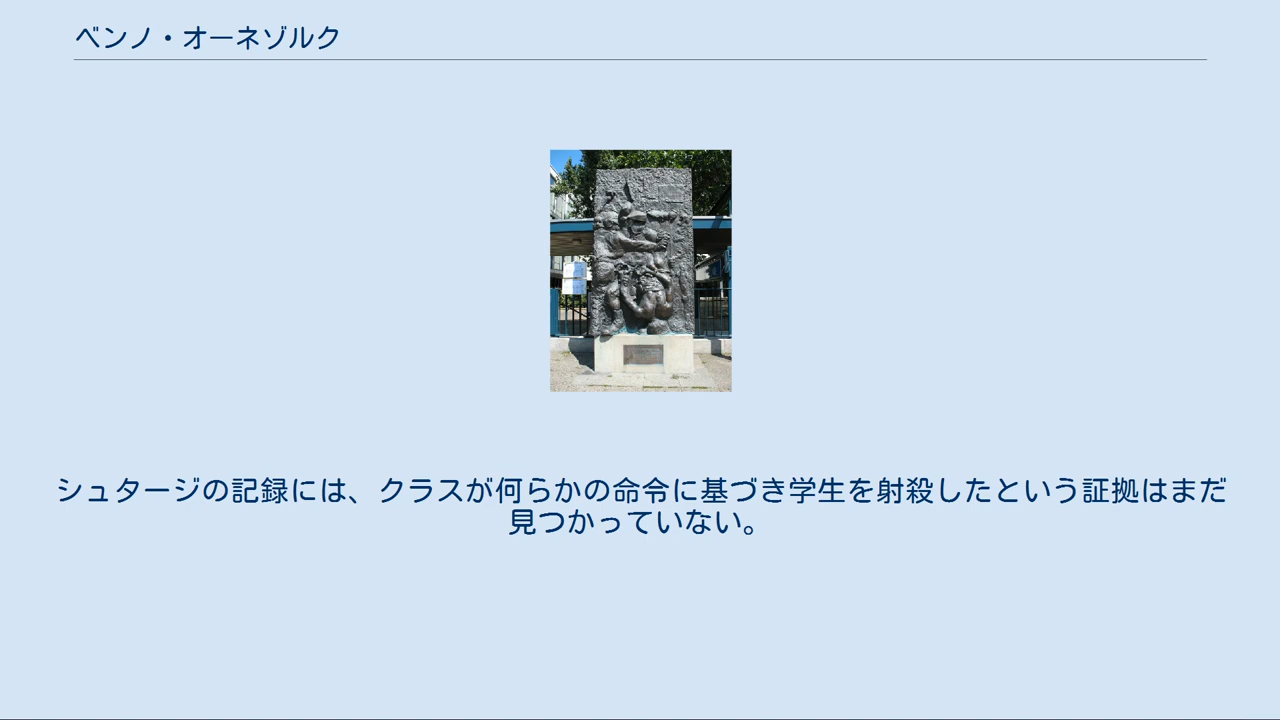 ベンノ・オーネゾルク
シュタージの記録には、クラスが何らかの命令に基づき学生を射殺したという証拠はまだ
見つかっていない。